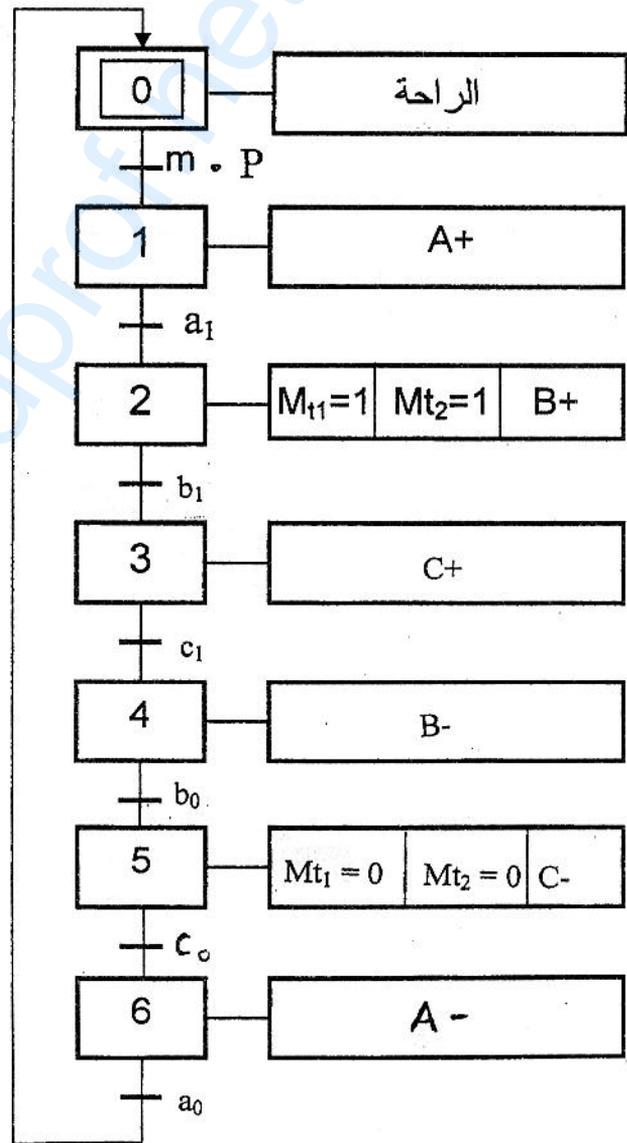 0 الراحة
m . P
1 A+
a₁
2 M_t1=1 Mt₂=1 B+
b₁
3 C+
c₁
4 B-
b₀
5 Mt₁ = 0 Mt₂ = 0 C-
C₀
6 A -
a₀